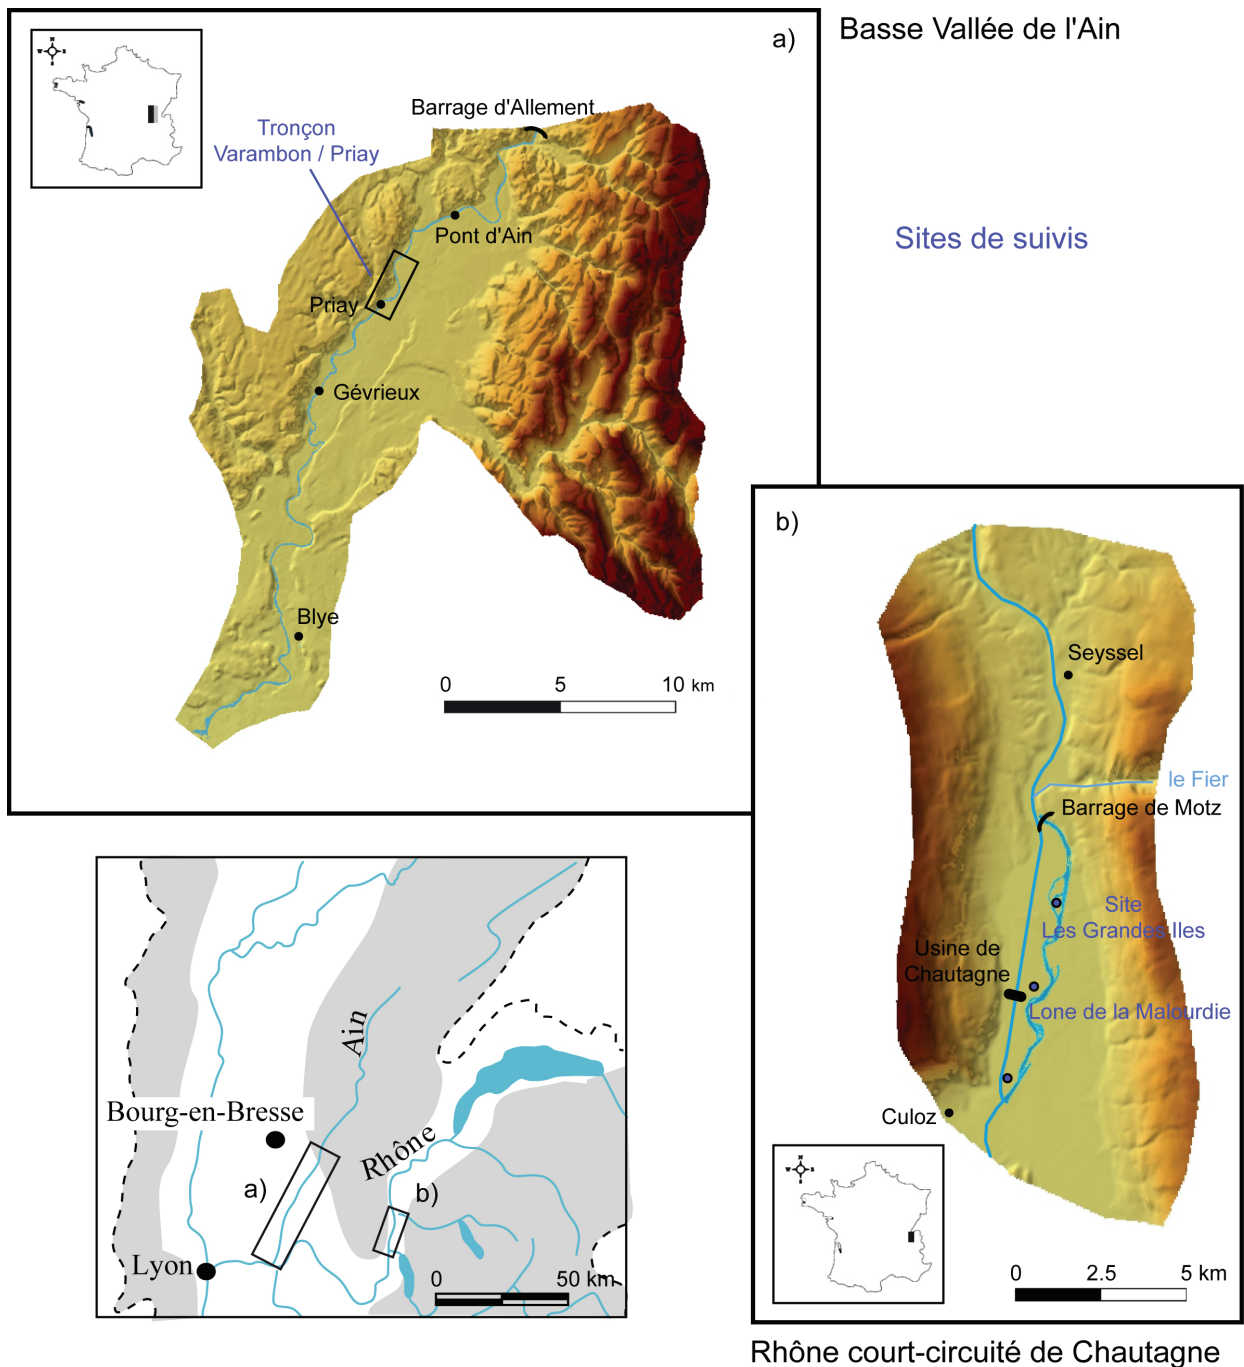 Basse Vallée de l'Ain
a)
N
W
E
S
Barrage d'Allement
Tronçon
Varambon / Priay
Pont d'Ain
Sites de suivis
Priay
Gévrieux
Blye
0 5 10 km
b)
Seyssel
le Fier
Barrage de Motz
Site
Les Grandes Iles
Usine de
Chautagne
Lone de la Malourdie
Culoz
N
W
E
S
0 2.5 5 km
Ain
Bourg-en-Bresse
Rhône
a)
b)
Lyon
0 50 km
Rhône court-circuité de Chautagne